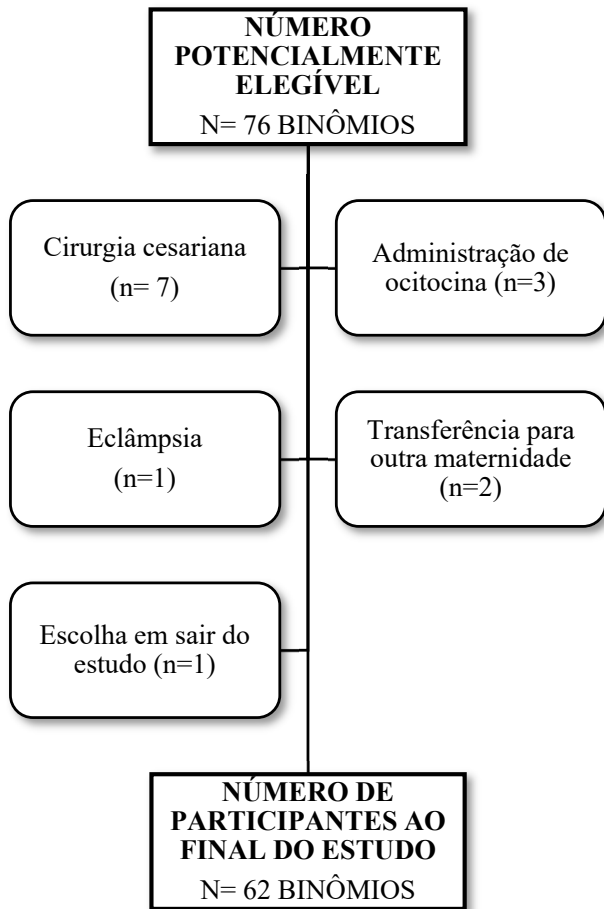 NÚMERO
POTENCIALMENTE
ELEGÍVEL
N= 76 BINÔMIOS
Cirurgia cesariana
(n= 7)
Administração de
ocitocina (n=3)
Eclâmpsia
(n=1)
Transferência para
outra maternidade
(n=2)
Escolha em sair do
estudo (n=1)
NÚMERO DE
PARTICIPANTES AO
FINAL DO ESTUDO
N= 62 BINÔMIOS